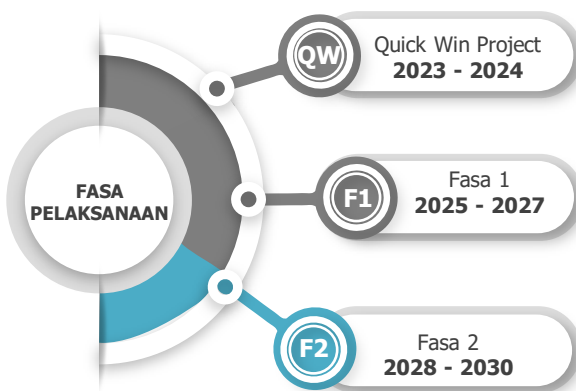 QW
Quick Win Project
2023 - 2024
FASA
PELAKSANAAN
F1
Fasa 1
2025 - 2027
F2
Fasa 2
2028 - 2030